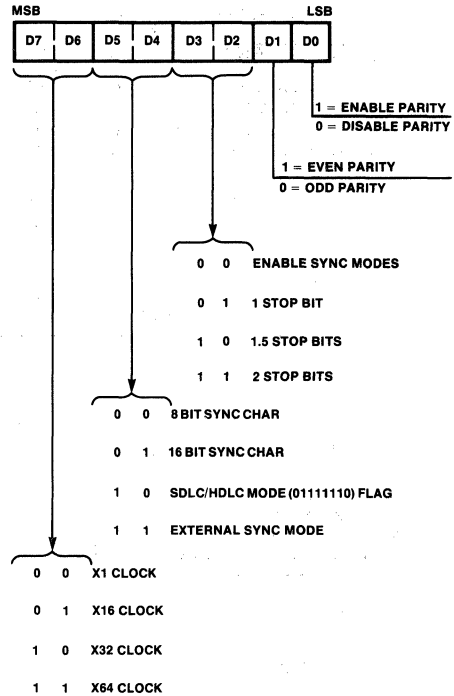 MSB LSB
D7 D6 D5 D4 D3 D2 D1 D0
1 = ENABLE PARITY
0 = DISABLE PARITY
1 = EVEN PARITY
0 = ODD PARITY
0 0 ENABLE SYNC MODES
0 1 1 STOP BIT
1 0 1.5 STOP BITS
1 1 2 STOP BITS
0 0 8 BIT SYNC CHAR
0 1 16 BIT SYNC CHAR
1 0 SDLC/HDLC MODE (01111110) FLAG
1 1 EXTERNAL SYNC MODE
0 0 X1 CLOCK
0 1 X16 CLOCK
1 0 X32 CLOCK
1 1 X64 CLOCK